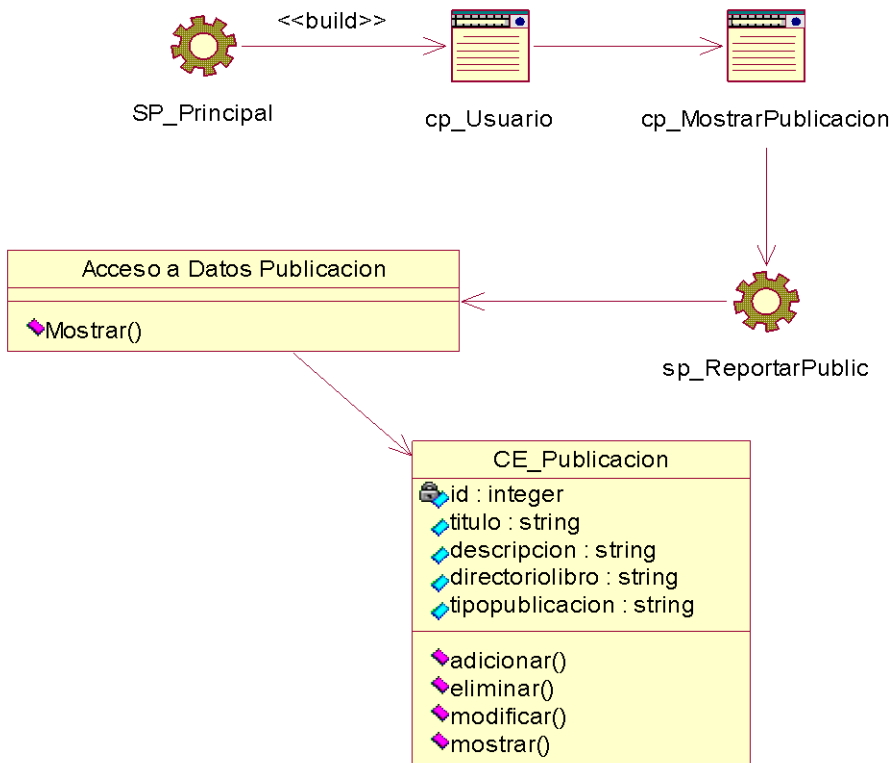 <<build>>
SP_Principal
cp_Usuario
cp_MostrarPublicacion
Acceso a Datos Publicacion
Mostrar()
sp_ReportarPublic
CE_Publicacion
id : integer
titulo : string
descripcion : string
directoriolibro : string
tipopublicacion : string
adicionar()
eliminar()
modificar()
mostrar()